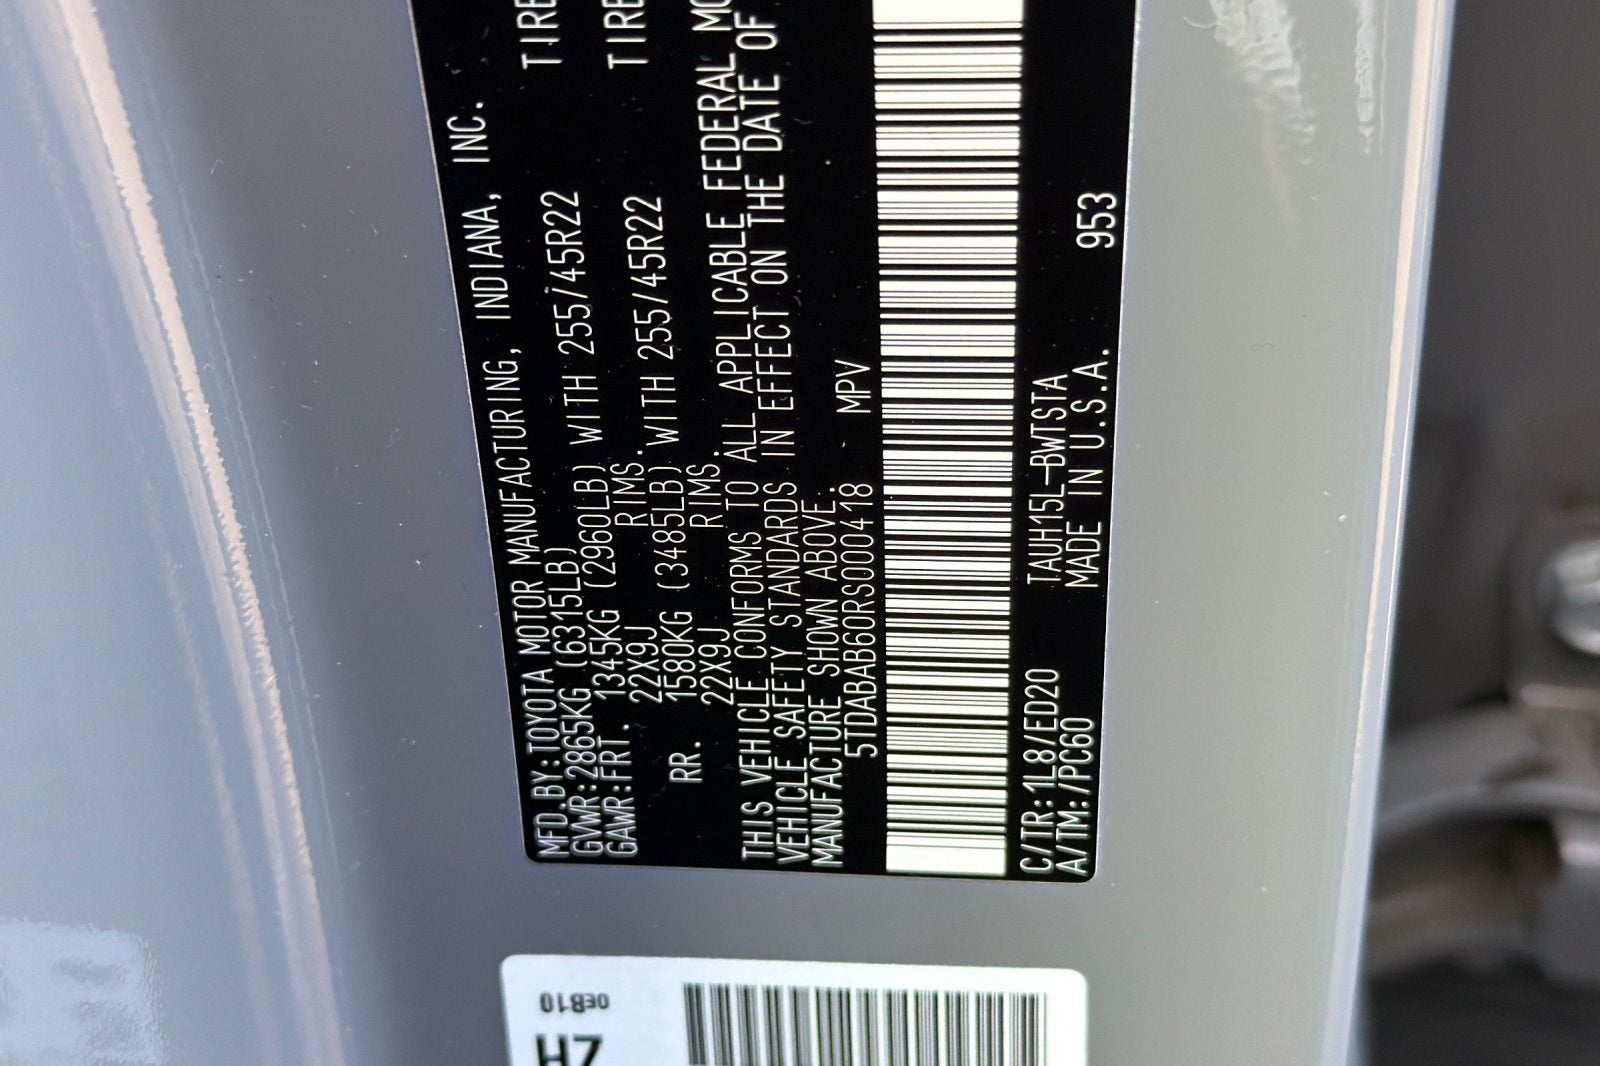 MFD.BY:TOYOTA MOTOR MANUFACTURING, INDIANA, INC.
GVWR:2865KG (6315LB)
GAWR:FRT. 1345KG (2960LB) WITH 255/45R22 TIRE
22X9J RIMS.
RR. 1580KG (3485LB) WITH 255/45R22 TIRE
22X9J RIMS.
THIS VEHICLE CONFORMS TO ALL APPLICABLE FEDERAL
VEHICLE SAFETY STANDARDS IN EFFECT ON THE DATE OF
MANUFACTURE SHOWN ABOVE.
5TDABAB60RS000418 MPV
C/TR:1L8/ED20 TAUH15L-BWTSTA
A/TM:/PC60 MADE IN U.S.A. 953
0EB10
ZH